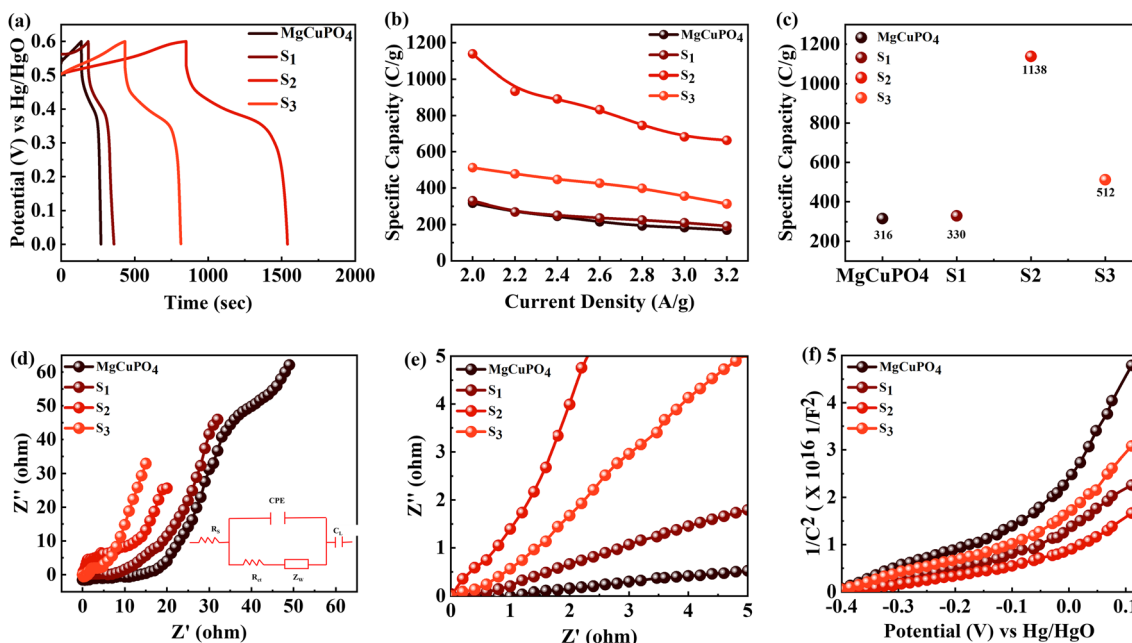 (a)
MgCuPO4
S1
S2
S3
Potential (V) vs Hg/HgO
0.6
0.5
0.4
0.3
0.2
0.1
0.0
0 500 1000 1500 2000
Time (sec)
(b)
MgCuPO4
S1
S2
S3
Specific Capacity (C/g)
1200
1000
800
600
400
200
0
2.0 2.2 2.4 2.6 2.8 3.0 3.2
Current Density (A/g)
(c)
MgCuPO4
S1
S2
S3
Specific Capacity (C/g)
1200
1000
800
600
400
200
316
330
1138
512
MgCuPO4 S1 S2 S3
(d)
MgCuPO4
S1
S2
S3
Z'' (ohm)
60
50
40
30
20
10
0
RS
CPE
Rct
ZW
CL
0 10 20 30 40 50 60
Z' (ohm)
(e)
MgCuPO4
S1
S2
S3
Z'' (ohm)
5
4
3
2
1
0
0 1 2 3 4 5
Z' (ohm)
(f)
MgCuPO4
S1
S2
S3
1/C2 ( X 1016 1/F2)
5
4
3
2
1
0
-0.4 -0.3 -0.2 -0.1 0.0 0.1
Potential (V) vs Hg/HgO